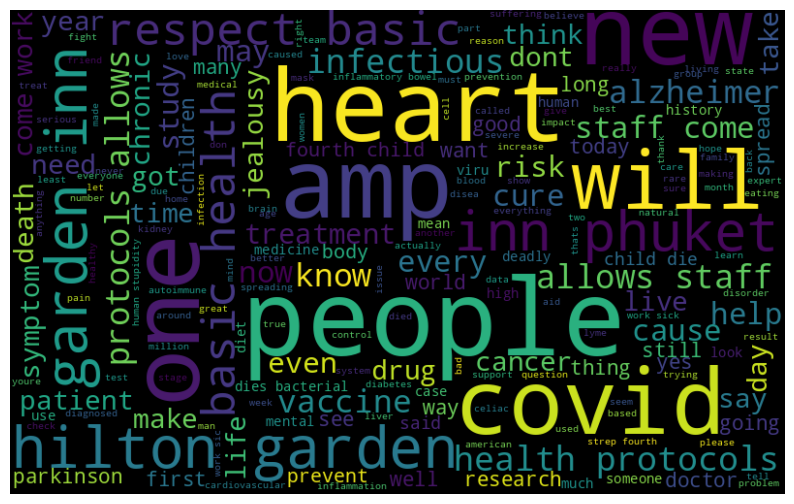 year
respect basic
new
take
come work
may
infectious
think
many
dont
long
alzheimer
garden inn
protocols allows
chronic
study
children
basic health
jealousy
heart
human
good
history
staff come
spread
fourth child
want
risk
today
need
got
time
amp
cure
will
death
symptom
one
treatment
viru
mean
inn phuket
now
know
medicine
body
every
deadly
child die
world
allows staff
high
live
help
people
cause
still
even
drug
cancer
thing
yes
day
diet
dies bacterial
vaccine
case
way
covid
say
going
patient
use
make
life
mental
see
said
hilton garden
health protocols
parkinson
first
prevent
well
research
much
someone
doctor
fight
team
caused
love
reason
right
part
suffering
believe
friend
treat
serious
made
medical
mask
inflammatory bowel
must
prevention
really
group
living
state
cell
called
severe
give
impact
best
women
increase
getting
never
least
everyone
let
number
due
home
infection
don
show
thank
hope
family
back
care
rare
sure
making
month
expert
eating
anything
healthy
pain
kidney
autoimmune
human stupidity
brain
age
blood
disea
everything
another
actually
better
mind
spreading
issue
data
aid
two
thats
natural
learn
disorder
million
around
great
true
control
died
work sick
lyme
look
result
youre
test
stage
system
bad
question
support
seem
trying
check
diagnosed
man
week
liver
diabetes
celiac
used
based
american
strep fourth
please
tell
problem
work sic
cardiovascular
inflammation